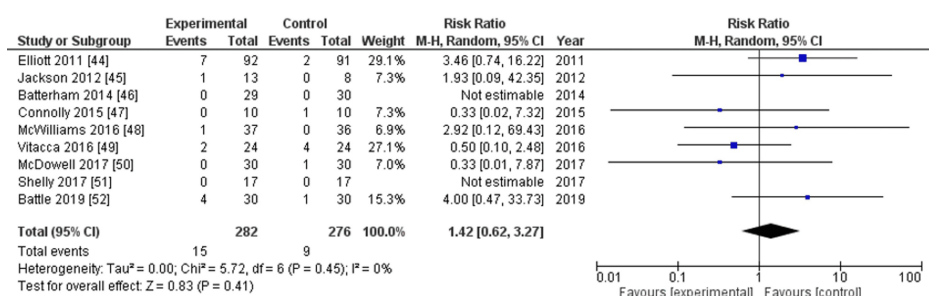 Experimental Control Risk Ratio Risk Ratio
Study or Subgroup Events Total Events Total Weight M-H, Random, 95% CI Year M-H, Random, 95% CI
Elliott 2011 [44] 7 92 2 91 29.1% 3.46 [0.74, 16.22] 2011
Jackson 2012 [45] 1 13 0 8 7.3% 1.93 [0.09, 42.35] 2012
Batterham 2014 [46] 0 29 0 30 Not estimable 2014
Connolly 2015 [47] 0 10 1 10 7.3% 0.33 [0.02, 7.32] 2015
McWilliams 2016 [48] 1 37 0 36 6.9% 2.92 [0.12, 69.43] 2016
Vitacca 2016 [49] 2 24 4 24 27.1% 0.50 [0.10, 2.48] 2016
McDowell 2017 [50] 0 30 1 30 7.0% 0.33 [0.01, 7.87] 2017
Shelly 2017 [51] 0 17 0 17 Not estimable 2017
Battle 2019 [52] 4 30 1 30 15.3% 4.00 [0.47, 33.73] 2019
Total (95% CI) 282 276 100.0% 1.42 [0.62, 3.27]
Total events 15 9
Heterogeneity: Tau² = 0.00; Chi² = 5.72, df = 6 (P = 0.45); I² = 0%
Test for overall effect: Z = 0.83 (P = 0.41)
0.01 0.1 1 10 100
Favours [experimental] Favours [control]